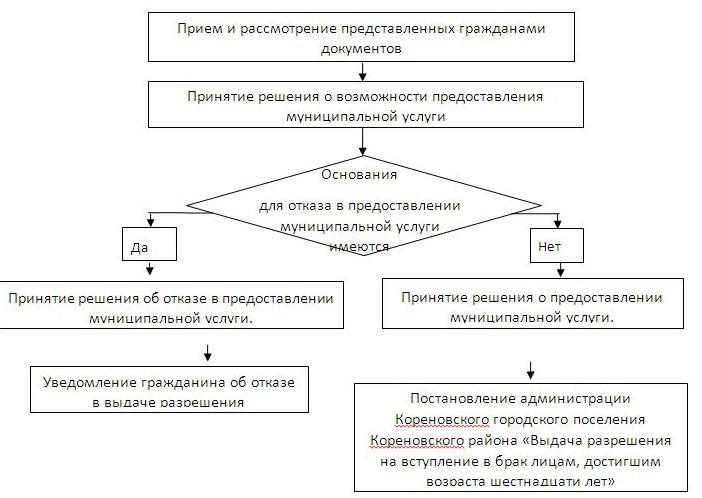 Прием и рассмотрение представленных гражданами
документов
Принятие решения о возможности предоставления
муниципальной услуги
Основания
для отказа в предоставлении
муниципальной услуги
имеются
Да
Нет
Принятие решения об отказе в предоставлении
муниципальной услуги.
Принятие решения о предоставлении
муниципальной услуги.
Уведомление гражданина об отказе
в выдаче разрешения
Постановление администрации
Кореновского городского поселения
Кореновского района «Выдача разрешения
на вступление в брак лицам, достигшим
возраста шестнадцати лет»